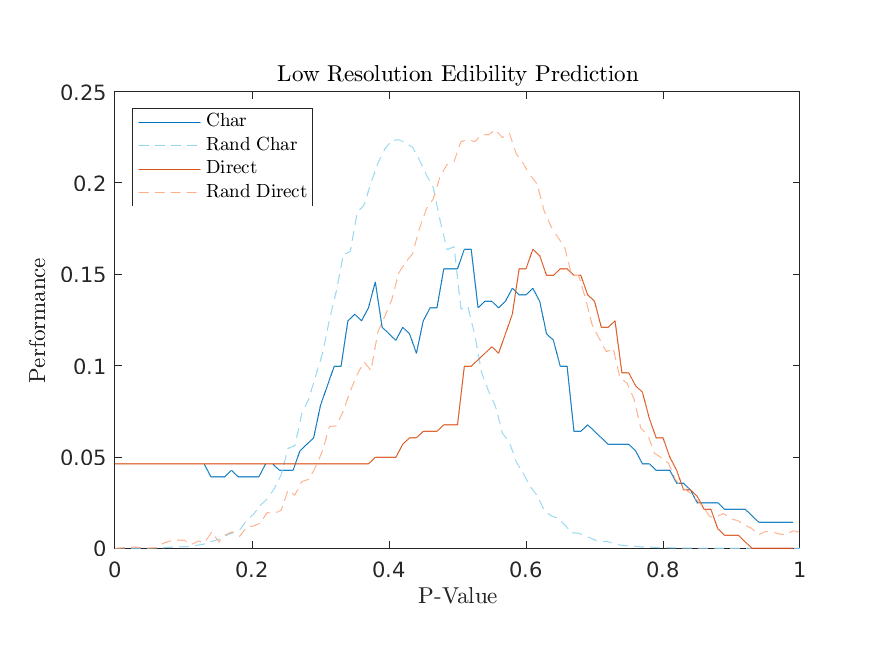 Low Resolution Edibility Prediction
0.25
0.2
0.15
0.1
0.05
0
Performance
Char
Rand Char
Direct
Rand Direct
0 0.2 0.4 0.6 0.8 1
P-Value